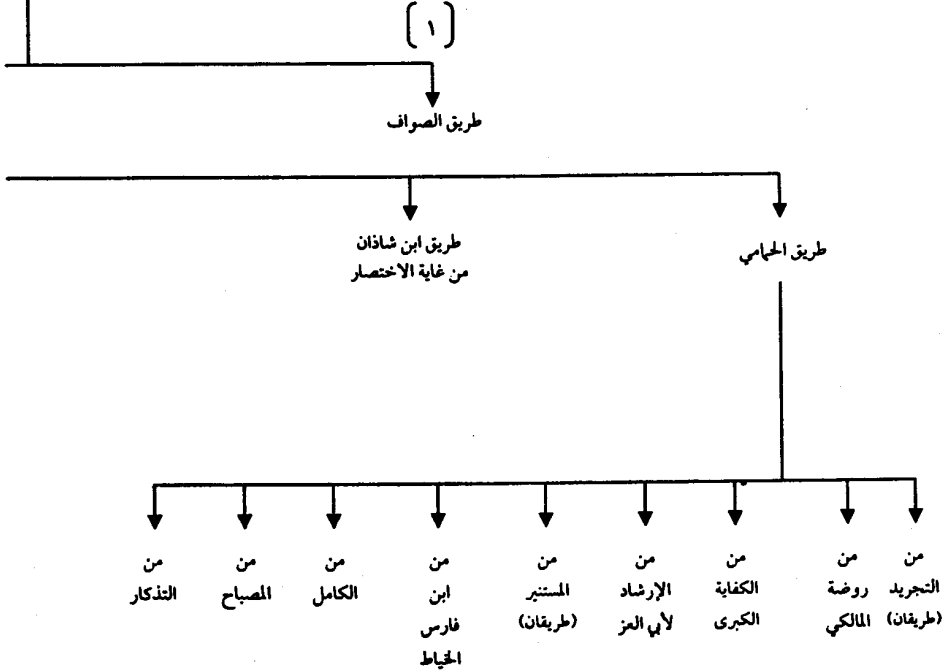 [١]
طريق الصواف
طريق الحمامي
طريق ابن شاذان
من غاية الاختصار
من
التجريد
(طريقان)
من
روضة
المالكي
من
الكفاية
الكبرى
من
الإرشاد
لأبي العز
من
المستنير
(طريقان)
من
ابن
فارس
الخياط
من
الكامل
من
المصباح
من
التذكار